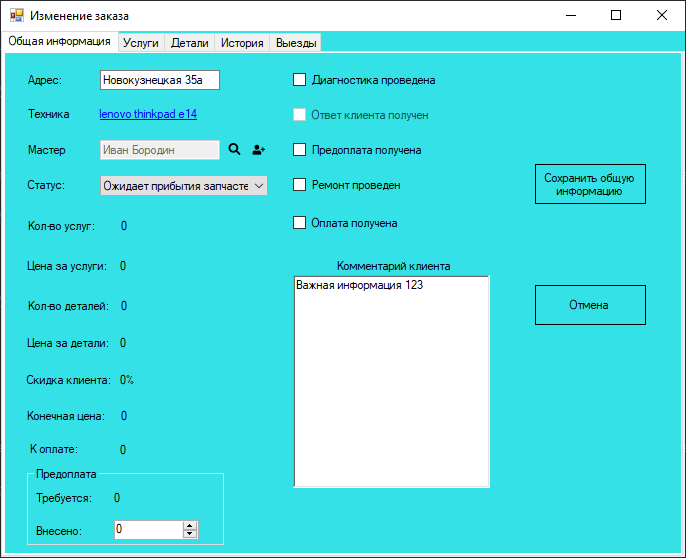 Изменение заказа
Общая информация Услуги Детали История Выезды
Адрес: Новокузнецкая 35а
Техника lenovo thinkpad e14
Мастер Иван Бородин
Статус: Ожидает прибытия запчасте
Кол-во услуг: 0
Цена за услуги: 0
Кол-во деталей: 0
Цена за детали: 0
Скидка клиента: 0%
Конечная цена: 0
К оплате: 0
Предоплата
Требуется: 0
Внесено: 0
Диагностика проведена
Ответ клиента получен
Предоплата получена
Ремонт проведен
Оплата получена
Комментарий клиента
Важная информация 123
Сохранить общую
информацию
Отмена